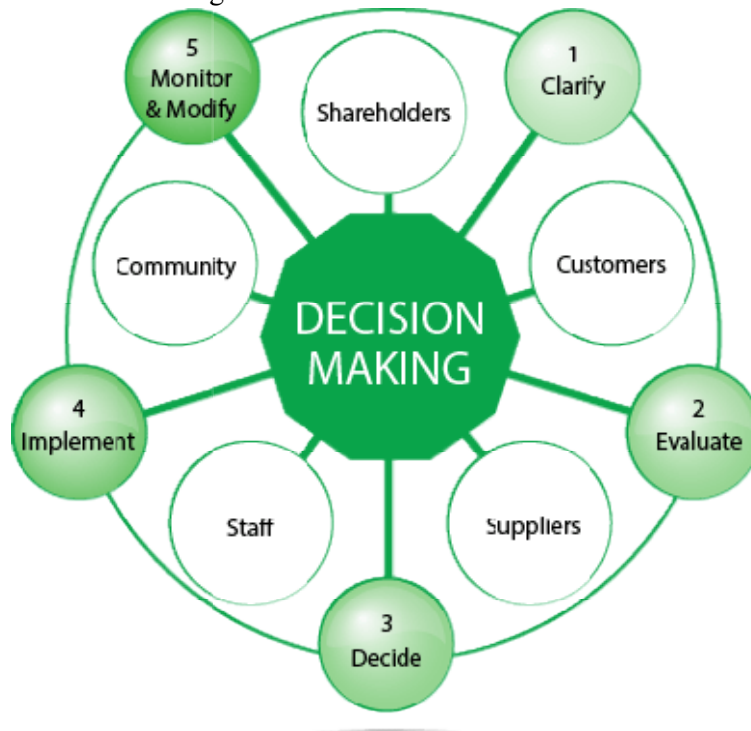 5
Monitor
& Modify
1
Clarify
Shareholders
Community
Customers
DECISION
MAKING
4
Implement
2
Evaluate
Staff
Suppliers
3
Decide